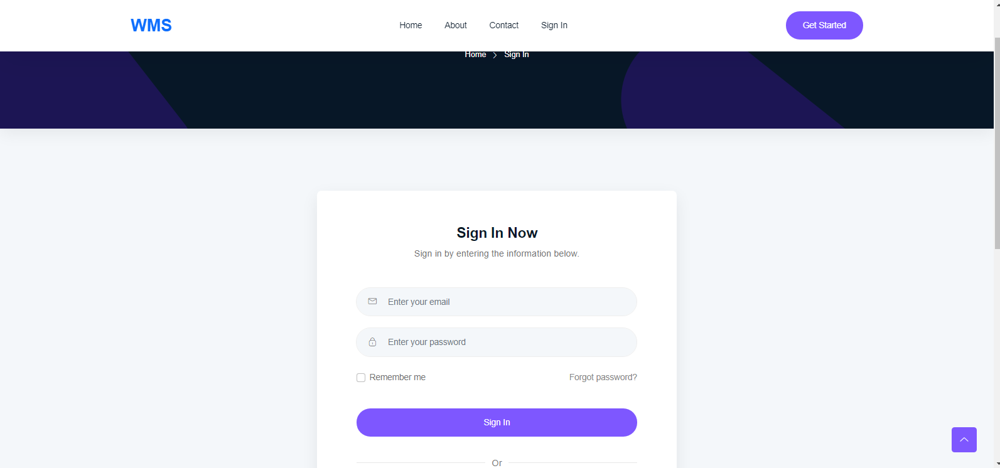 WMS
Home About Contact Sign In
Get Started
Home Sign In
Sign In Now
Sign in by entering the information below.
Enter your email
Enter your password
Remember me Forgot password?
Sign In
Or